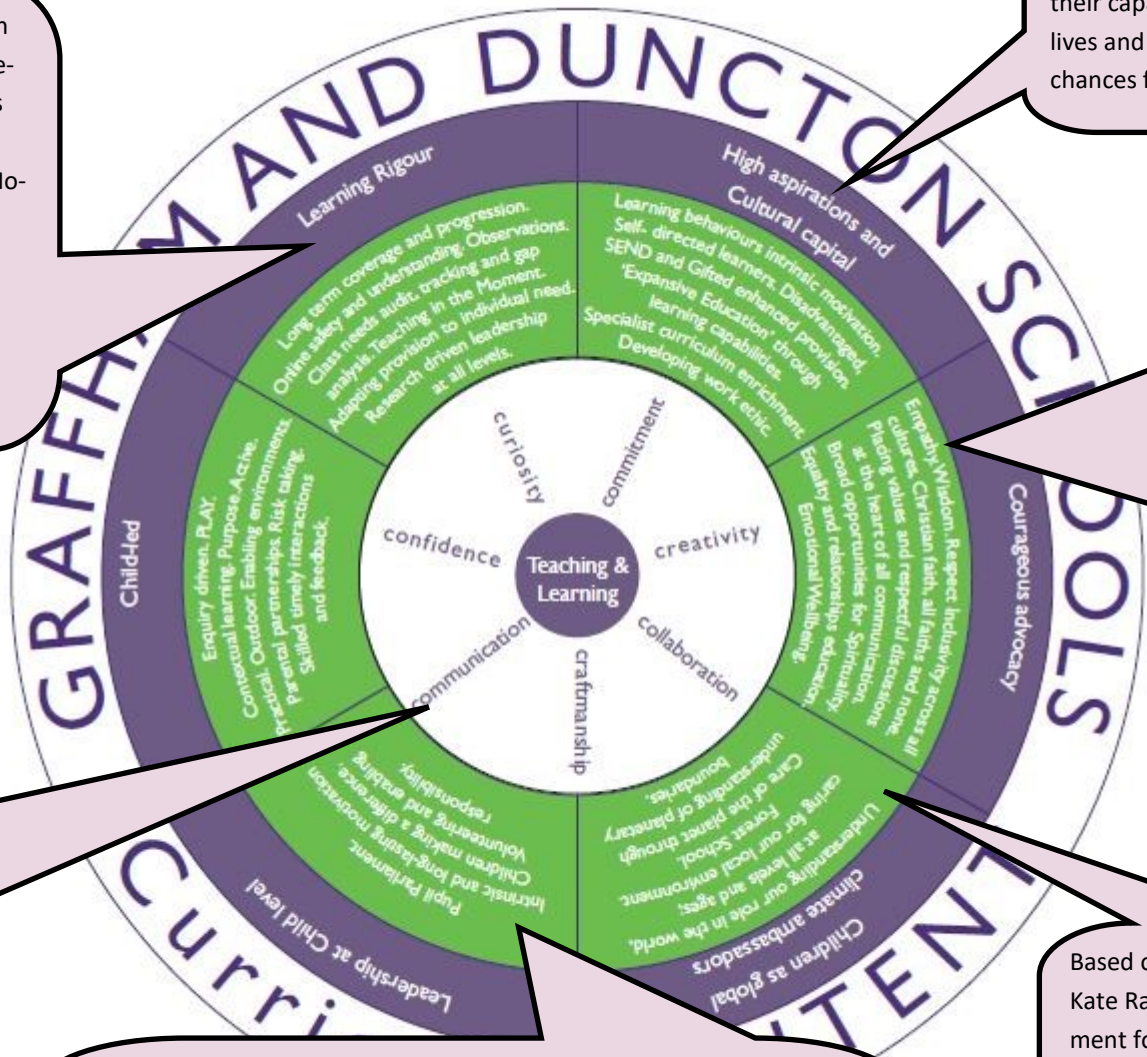 GRAFFHAM AND DUNCTON SCHOOLS
Curri
TENT
Learning Rigour
Long term coverage and progression.
Online safety and understanding. Observations.
Class needs audit, tracking and gap
analysis. Teaching in the Moment.
Adapting provision to individual need.
Research driven leadership
at all levels.
High aspirations and
Cultural capital
Learning behaviours intrinsic motivation.
Self- directed learners. Disadvantaged,
SEND and Gifted enhanced provision.
'Expansive Education' through
learning capabilities.
Specialist curriculum enrichment.
Developing work ethic.
Courageous advocacy
Empathy. Wisdom. Respect. Inclusivity across all
cultures. Christian faith, all faiths and none.
Placing values and respectful discussions
at the heart of all communication.
Broad opportunities for Spirituality
Equality and relationships education.
Emotional Wellbeing.
Children as global
climate ambassadors
Understanding our role in the world,
at all levels and ages;
caring for our local environment.
Forest School.
Care of the planet through
understanding of planetary
boundaries.
Leadership at Child level
Pupil Parliament.
Intrinsic and long-lasting motivation
Children making a difference.
Volunteering and enabling
responsibility.
Child-led
Enquiry driven. PLAY.
Contextual learning. Purpose. Active.
Practical. Outdoor. Enabling environments.
Parental partnerships. Risk taking.
Skilled timely interactions
and feedback.
curiosity
commitment
creativity
collaboration
craftmanship
communication
confidence
Teaching &
Learning
their capa
lives and
chances f
Based o
Kate Ra
ment fo